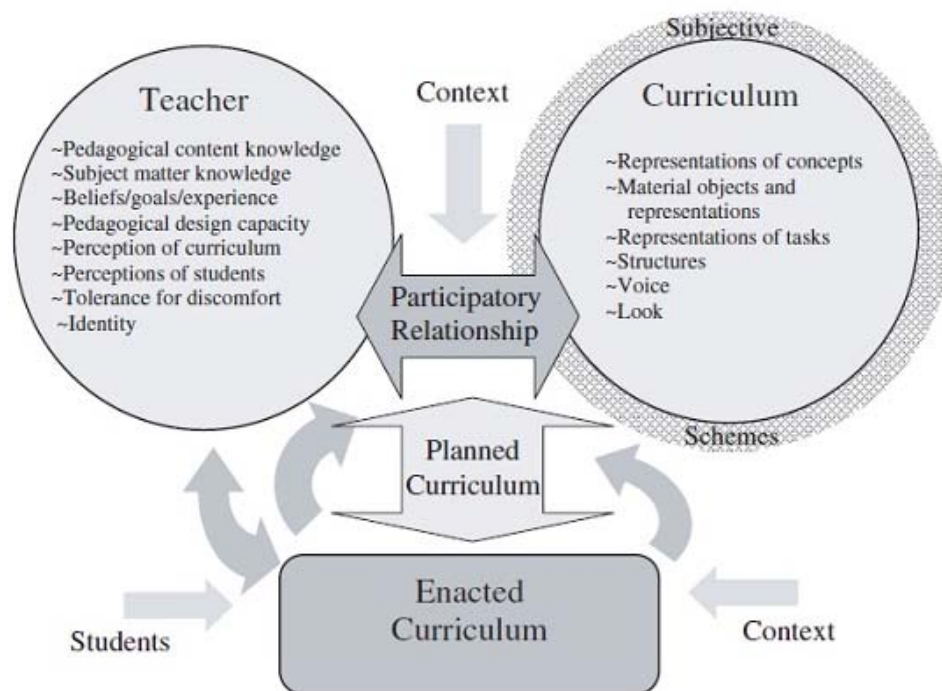 Teacher
~Pedagogical content knowledge
~Subject matter knowledge
~Beliefs/goals/experience
~Pedagogical design capacity
~Perception of curriculum
~Perceptions of students
~Tolerance for discomfort
~Identity
Context
Subjective
Curriculum
~Representations of concepts
~Material objects and
representations
~Representations of tasks
~Structures
~Voice
~Look
Schemes
Participatory
Relationship
Planned
Curriculum
Enacted
Curriculum
Students
Context